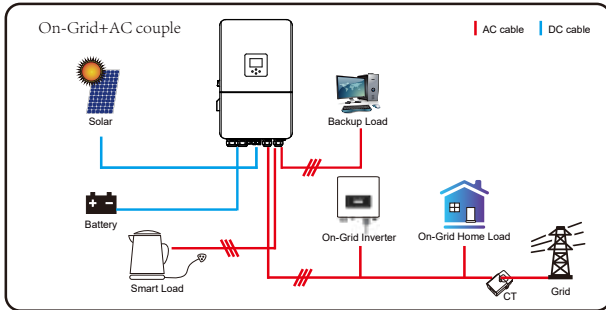 On-Grid+AC couple
AC cable
DC cable
Solar
Backup Load
Battery
On-Grid Inverter
On-Grid Home Load
Smart Load
CT
Grid